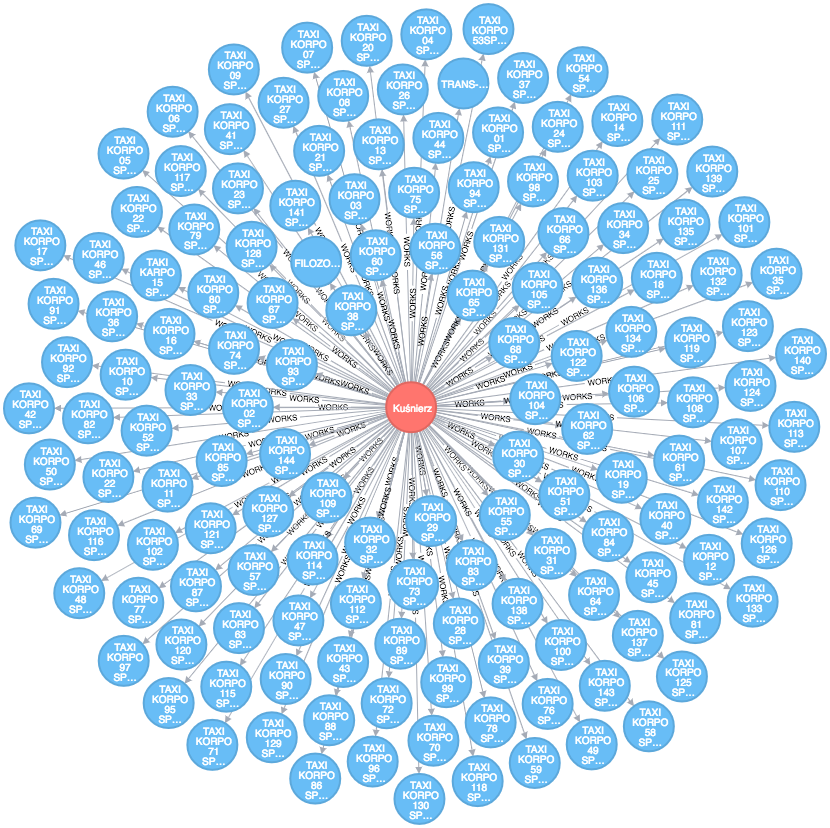 TAXI
KORPO
53SP…
TAXI
KORPO
04
SP…
TAXI
KORPO
20
SP…
TAXI
KORPO
07
SP…
TAXI
KORPO
09
SP…
TAXI
KORPO
54
SP…
TAXI
KORPO
37
SP…
TRANS-…
TAXI
KORPO
26
SP…
TAXI
KORPO
08
SP…
TAXI
KORPO
27
SP…
TAXI
KORPO
06
SP…
TAXI
KORPO
41
SP…
TAXI
KORPO
21
SP…
TAXI
KORPO
13
SP…
TAXI
KORPO
44
SP…
TAXI
KORPO
01
SP…
TAXI
KORPO
24
SP…
TAXI
KORPO
14
SP…
TAXI
KORPO
111
SP…
TAXI
KORPO
05
SP…
TAXI
KORPO
117
SP…
TAXI
KORPO
23
SP…
TAXI
KORPO
141
SP…
TAXI
KORPO
03
SP…
TAXI
KORPO
75
SP…
TAXI
KORPO
94
SP…
TAXI
KORPO
98
SP…
TAXI
KORPO
103
SP…
TAXI
KORPO
25
SP…
TAXI
KORPO
139
SP…
TAXI
KORPO
22
SP…
TAXI
KORPO
79
SP…
TAXI
KORPO
128
SP…
FILOZO…
TAXI
KORPO
60
SP…
TAXI
KORPO
56
SP…
TAXI
KORPO
131
SP…
TAXI
KORPO
66
SP…
TAXI
KORPO
34
SP…
TAXI
KORPO
135
SP…
TAXI
KORPO
101
SP…
TAXI
KORPO
17
SP…
TAXI
KORPO
46
SP…
TAKI
KARPO
15
SP…
TAXI
KORPO
80
SP…
TAXI
KORPO
67
SP…
TAXI
KORPO
38
SP…
TAXI
KORPO
65
SP…
TAXI
KORPO
105
SP…
TAXI
KORPO
136
SP…
TAXI
KORPO
18
SP…
TAXI
KORPO
132
SP…
TAXI
KORPO
35
SP…
TAXI
KORPO
91
SP…
TAXI
KORPO
36
SP…
TAXI
KORPO
16
SP…
TAXI
KORPO
74
SP…
TAXI
KORPO
93
SP…
TAXI
KORPO
68
SP…
TAXI
KORPO
122
SP…
TAXI
KORPO
134
SP…
TAXI
KORPO
119
SP…
TAXI
KORPO
123
SP…
TAXI
KORPO
140
SP…
TAXI
KORPO
92
SP…
TAXI
KORPO
10
SP…
TAXI
KORPO
33
SP…
TAXI
KORPO
02
SP…
WORKS
Kuśnierz
WORKS
TAXI
KORPO
104
SP…
TAXI
KORPO
106
SP…
TAXI
KORPO
108
SP…
TAXI
KORPO
124
SP…
TAXI
KORPO
42
SP…
TAXI
KORPO
82
SP…
TAXI
KORPO
52
SP…
TAXI
KORPO
85
SP…
TAXI
KORPO
144
SP…
TAXI
KORPO
30
SP…
TAXI
KORPO
62
SP…
TAXI
KORPO
61
SP…
TAXI
KORPO
107
SP…
TAXI
KORPO
113
SP…
TAXI
KORPO
50
SP…
TAXI
KORPO
22
SP…
TAXI
KORPO
11
SP…
TAXI
KORPO
127
SP…
TAXI
KORPO
109
SP…
TAXI
KORPO
29
SP…
TAXI
KORPO
55
SP…
TAXI
KORPO
51
SP…
TAXI
KORPO
19
SP…
TAXI
KORPO
142
SP…
TAXI
KORPO
110
SP…
TAXI
KORPO
69
SP…
TAXI
KORPO
116
SP…
TAXI
KORPO
102
SP…
TAXI
KORPO
121
SP…
TAXI
KORPO
57
SP…
TAXI
KORPO
114
SP…
TAXI
KORPO
32
SP…
TAXI
KORPO
73
SP…
TAXI
KORPO
83
SP…
TAXI
KORPO
31
SP…
TAXI
KORPO
84
SP…
TAXI
KORPO
40
SP…
TAXI
KORPO
12
SP…
TAXI
KORPO
126
SP…
TAXI
KORPO
48
SP…
TAXI
KORPO
77
SP…
TAXI
KORPO
87
SP…
TAXI
KORPO
63
SP…
TAXI
KORPO
47
SP…
TAXI
KORPO
112
SP…
TAXI
KORPO
89
SP…
TAXI
KORPO
28
SP…
TAXI
KORPO
138
SP…
TAXI
KORPO
64
SP…
TAXI
KORPO
45
SP…
TAXI
KORPO
81
SP…
TAXI
KORPO
133
SP…
TAXI
KORPO
97
SP…
TAXI
KORPO
120
SP…
TAXI
KORPO
115
SP…
TAXI
KORPO
90
SP…
TAXI
KORPO
43
SP…
TAXI
KORPO
72
SP…
TAXI
KORPO
99
SP…
TAXI
KORPO
39
SP…
TAXI
KORPO
100
SP…
TAXI
KORPO
137
SP…
TAXI
KORPO
125
SP…
TAXI
KORPO
95
SP…
TAXI
KORPO
71
SP…
TAXI
KORPO
129
SP…
TAXI
KORPO
88
SP…
TAXI
KORPO
70
SP…
TAXI
KORPO
78
SP…
TAXI
KORPO
76
SP…
TAXI
KORPO
143
SP…
TAXI
KORPO
58
SP…
TAXI
KORPO
86
SP…
TAXI
KORPO
96
SP…
TAXI
KORPO
130
SP…
TAXI
KORPO
118
SP…
TAXI
KORPO
59
SP…
TAXI
KORPO
49
SP…